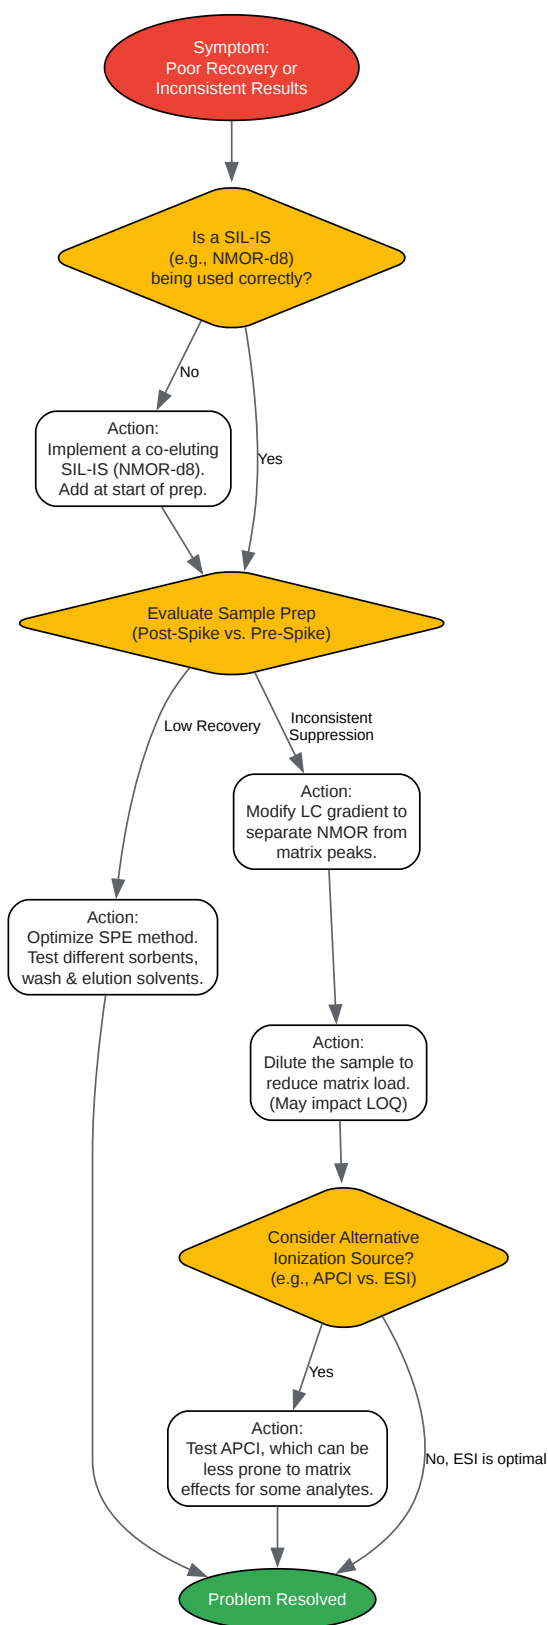 Symptom:
Poor Recovery or
Inconsistent Results
Is a SIL-IS
(e.g., NMOR-d8)
being used correctly?
No
Action:
Implement a co-eluting
SIL-IS (NMOR-d8).
Add at start of prep.
Yes
Evaluate Sample Prep
(Post-Spike vs. Pre-Spike)
Low Recovery
Inconsistent
Suppression
Action:
Modify LC gradient to
separate NMOR from
matrix peaks.
Action:
Optimize SPE method.
Test different sorbents,
wash & elution solvents.
Action:
Dilute the sample to
reduce matrix load.
(May impact LOQ)
Consider Alternative
Ionization Source?
(e.g., APCI vs. ESI)
Yes
Action:
Test APCI, which can be
less prone to matrix
effects for some analytes.
No, ESI is optimal
Problem Resolved